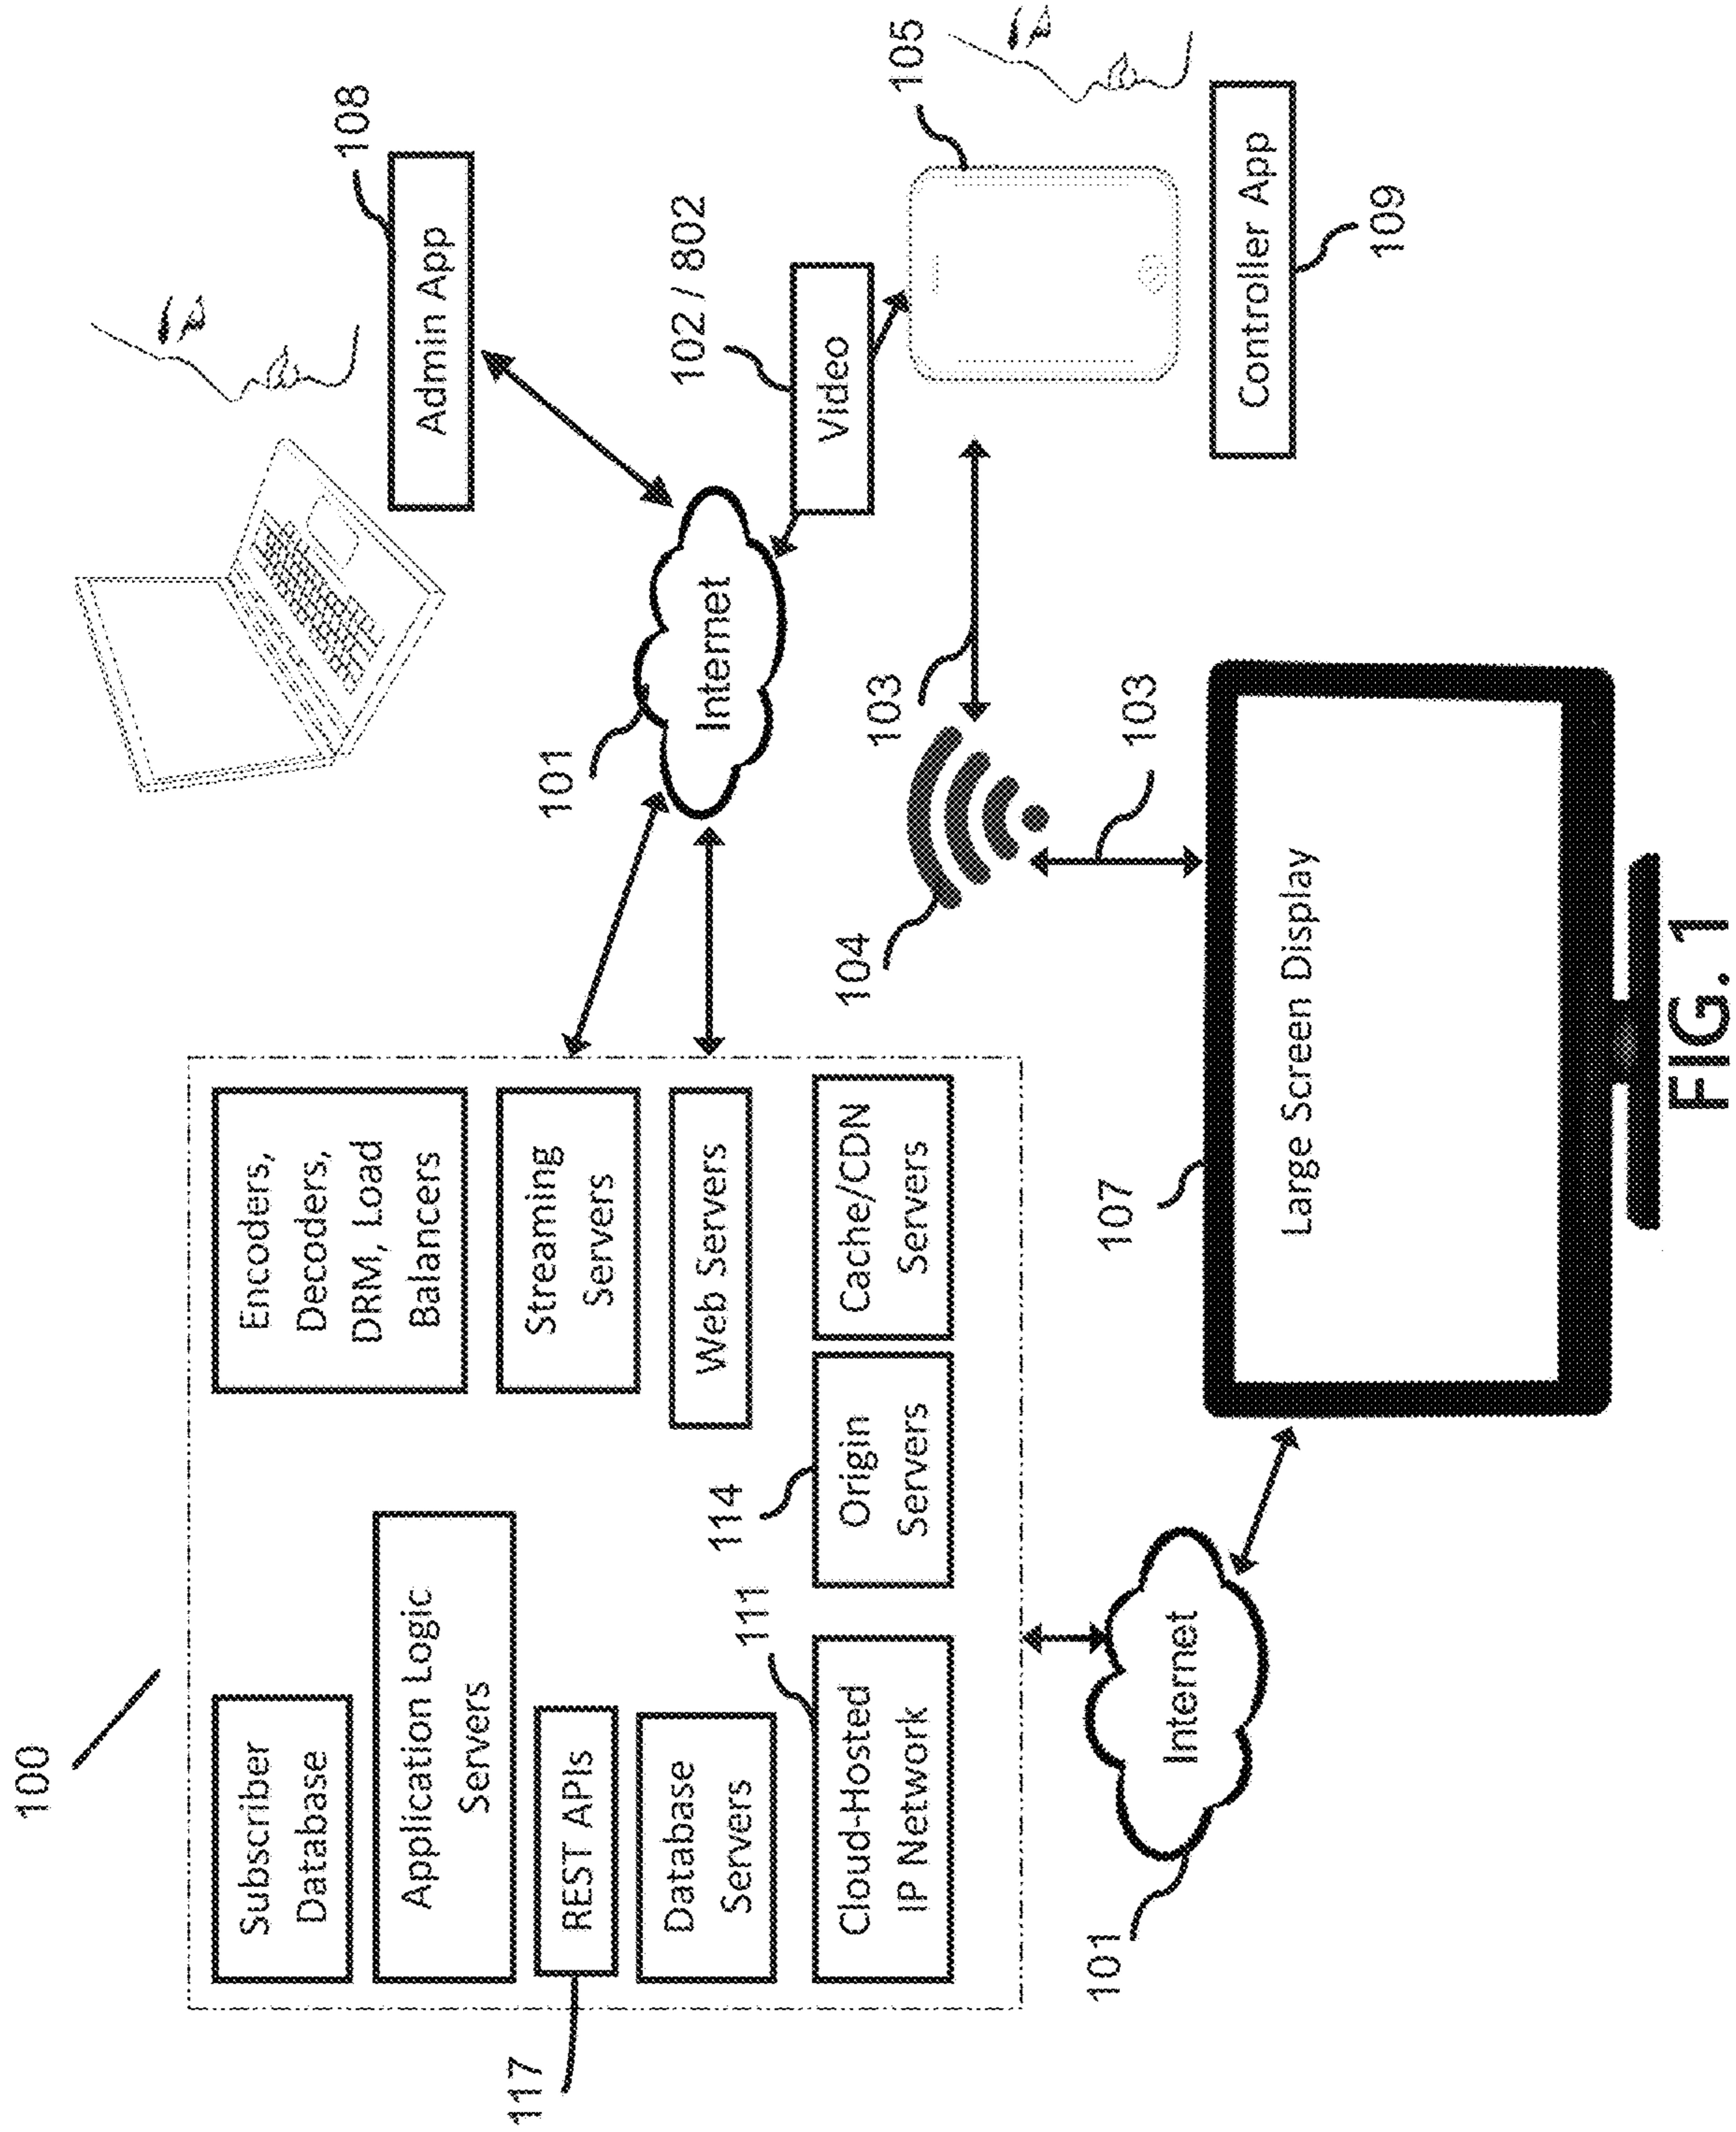 100
Subscriber
Database
Application Logic
Servers
117
REST APIs
Database
Servers
111
Cloud-Hosted
IP Network
114
Origin
Servers
Encoders,
Decoders,
DRM, Load
Balancers
Streaming
Servers
Web Servers
Cache/CDN
Servers
101
Internet
101
Internet
108
Admin App
102 / 802
Video
105
103
104
103
Controller App
109
107
Large Screen Display
FIG. 1